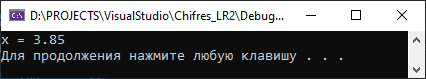 D:\PROJECTS\VisualStudio\Chifres_LR2\Debug...
x = 3.85
Для продолжения нажмите любую клавишу . . .